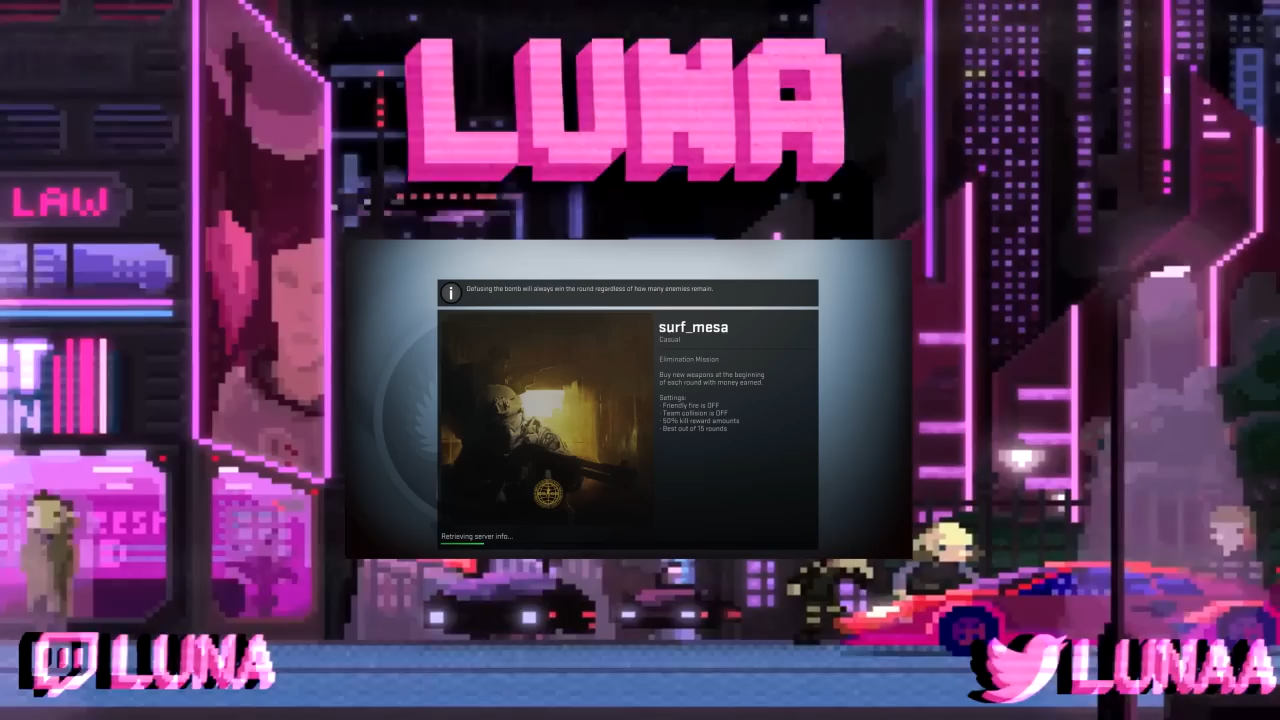 LUNA
LAW
Defusing the bomb will always win the round regardless of how many enemies remain.
surf_mesa
Casual
Elimination Mission
Buy new weapons at the beginning
of each round with money earned.
Settings:
· Friendly fire is OFF
· Team collision is OFF
· 50% kill reward amounts
· Best out of 15 rounds
Retrieving server info...
LUNA
LUNAA